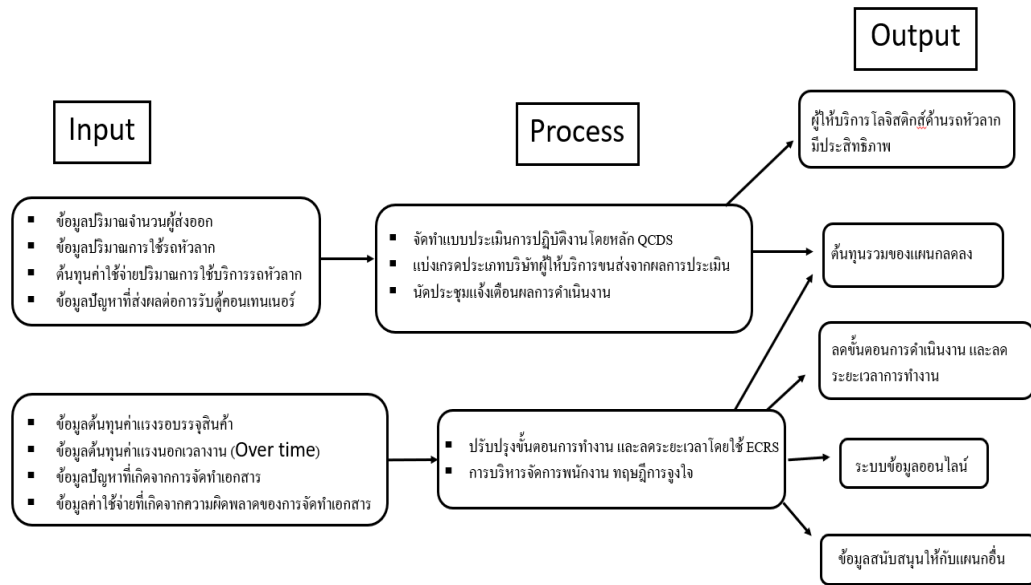 Output
Input
Process
ผู้ให้บริการโลจิสติกส์ด้านรถหัวลาก
มีประสิทธิภาพ
ข้อมูลปริมาณจำนวนผู้ส่งออก
ข้อมูลปริมาณการใช้รถหัวลาก
ต้นทุนค่าใช้จ่ายปริมาณการใช้บริการรถหัวลาก
ข้อมูลปัญหาที่ส่งผลต่อการรับตู้คอนเทนเนอร์
จัดทำแบบประเมินการปฏิบัติงานโดยหลัก QCDS
แบ่งเกรดประเภทบริษัทผู้ให้บริการขนส่งจากผลการประเมิน
นัดประชุมแจ้งเตือนผลการดำเนินงาน
ต้นทุนรวมของแผนกลดลง
ลดขั้นตอนการดำเนินงาน และลด
ระยะเวลาการทำงาน
ข้อมูลต้นทุนค่าแรงรอบรรจุสินค้า
ข้อมูลต้นทุนค่าแรงนอกเวลางาน (Over time)
ข้อมูลปัญหาที่เกิดจากการจัดทำเอกสาร
ข้อมูลค่าใช้จ่ายที่เกิดจากความผิดพลาดของการจัดทำเอกสาร
ปรับปรุงขั้นตอนการทำงาน และลดระยะเวลาโดยใช้ ECRS
การบริหารจัดการพนักงาน ทฤษฎีการจูงใจ
ระบบข้อมูลออนไลน์
ข้อมูลสนับสนุนให้กับแผนกอื่น